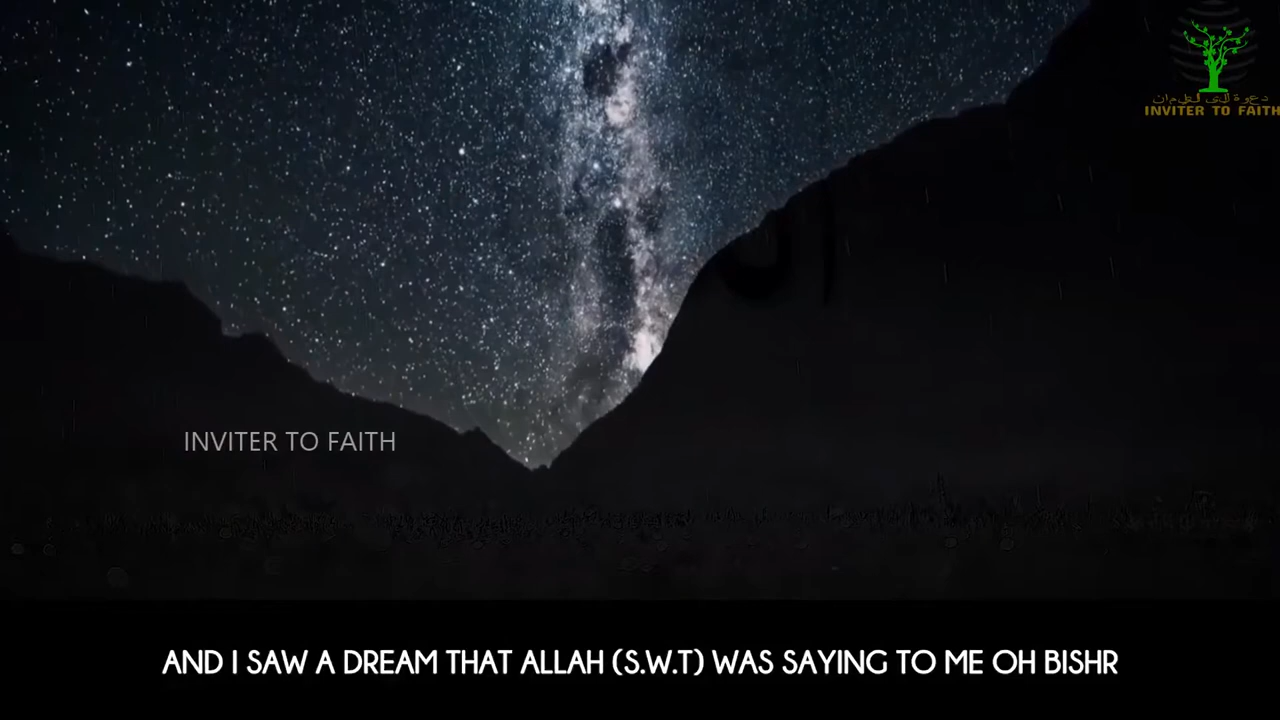 INVITER TO FAITH
INVITER TO FAITH
AND I SAW A DREAM THAT ALLAH (S.W.T) WAS SAYING TO ME OH BISHR